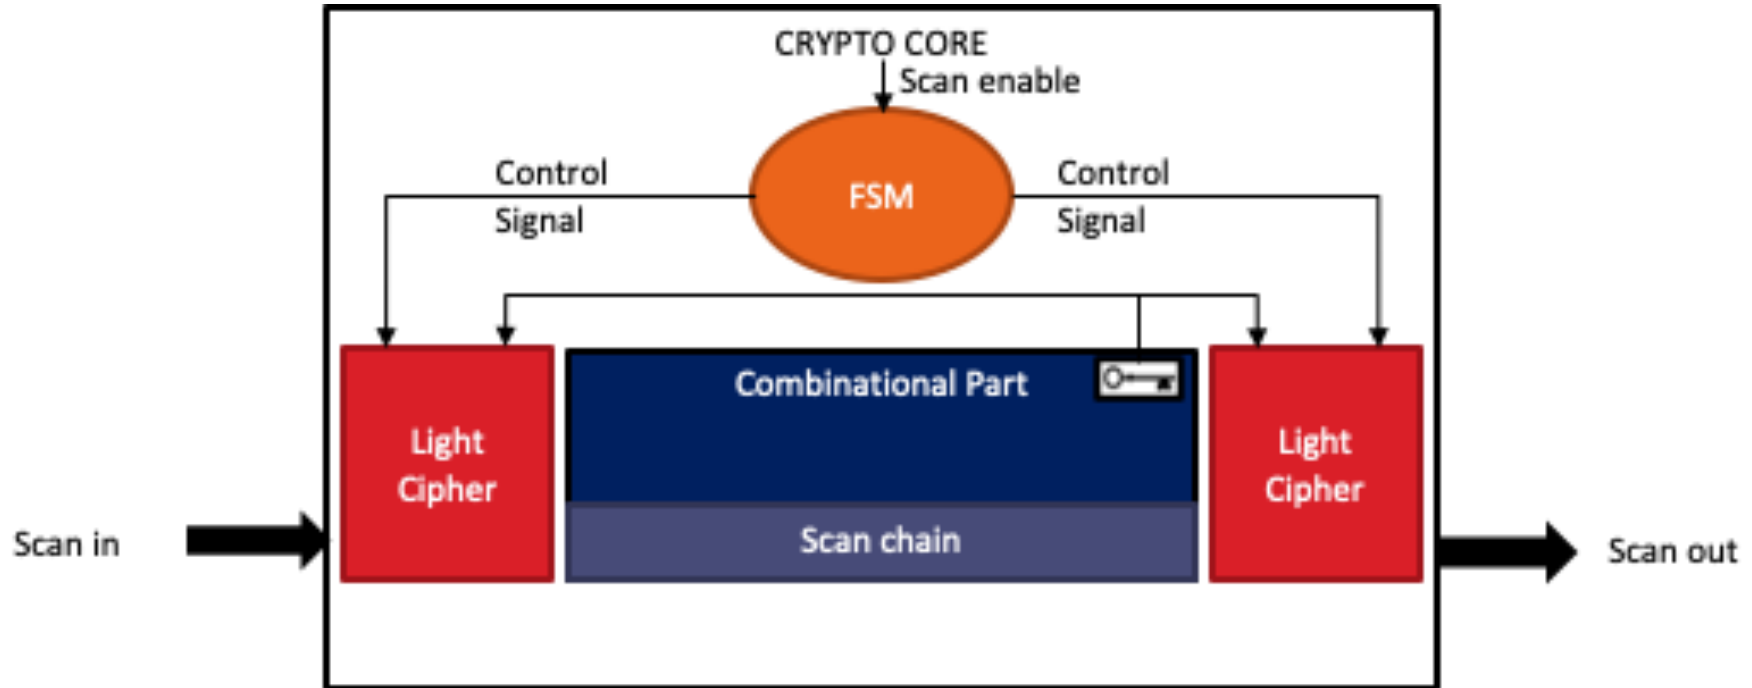 CRYPTO CORE
Scan enable
Control
Signal
FSM
Control
Signal
Combinational Part
Light
Cipher
Light
Cipher
Scan chain
Scan in
Scan out